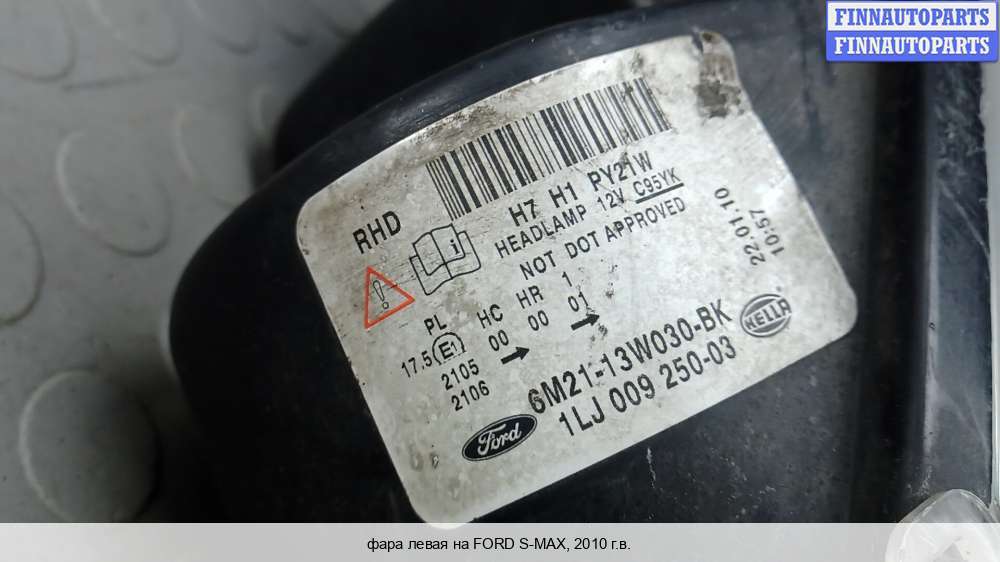 FINNAUTOPARTS
FINNAUTOPARTS
RHD
H7 H1 PY21W
HEADLAMP 12V C95YK
NOT DOT APPROVED
22.01.10
10:57
PL HC HR 1
17.5 E1 00 00 01
2105
2106
6M21-13W030-BK
1LJ 009 250-03
HELLA
Ford
фара левая на FORD S-MAX, 2010 г.в.